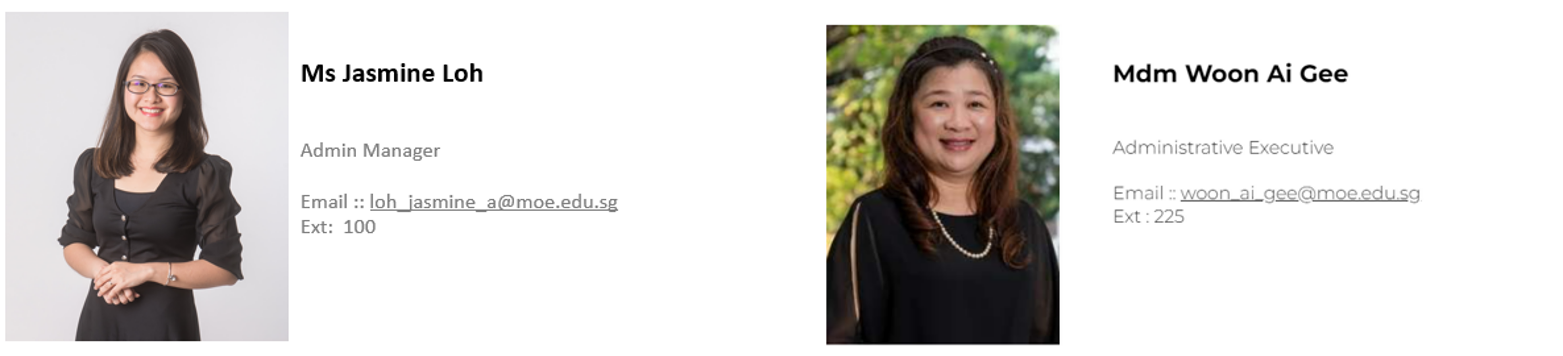 Ms Jasmine Loh
Admin Manager
Email :: loh_jasmine_a@moe.edu.sg
Ext:  100
Mdm Woon Ai Gee
Administrative Executive
Email :: woon_ai_gee@moe.edu.sg
Ext : 225